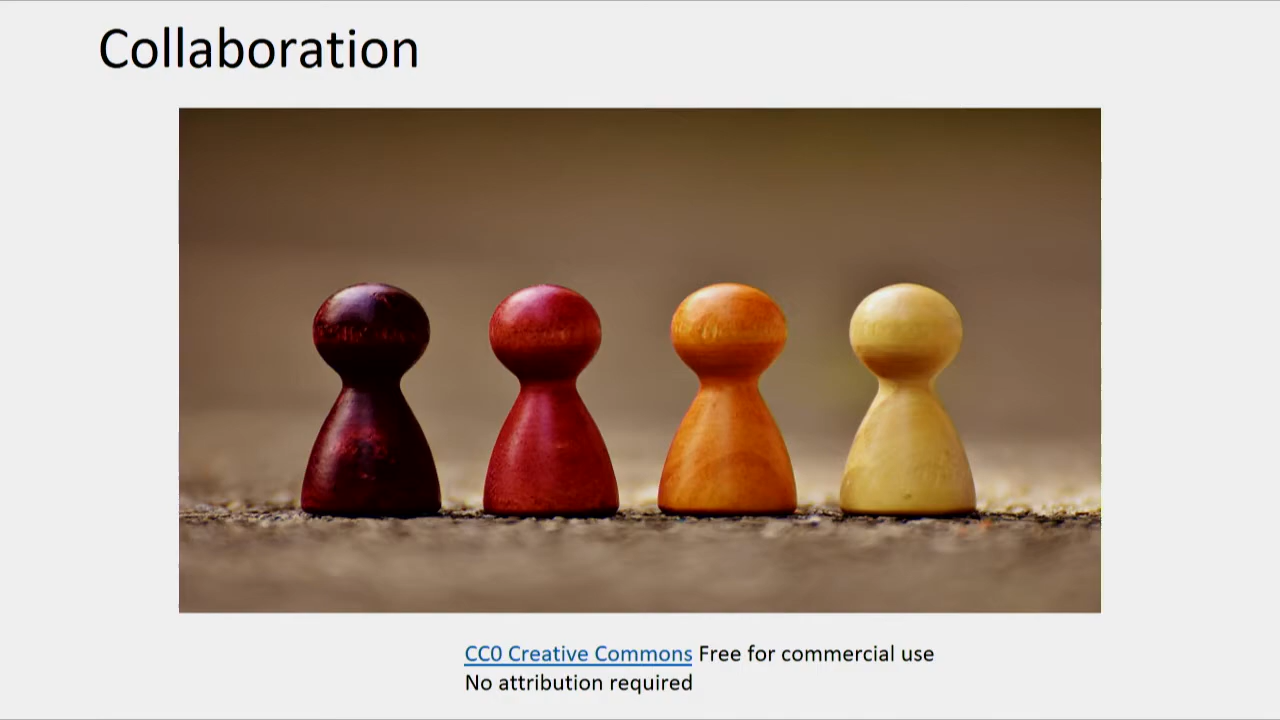 Collaboration
CC0 Creative Commons Free for commercial use
No attribution required